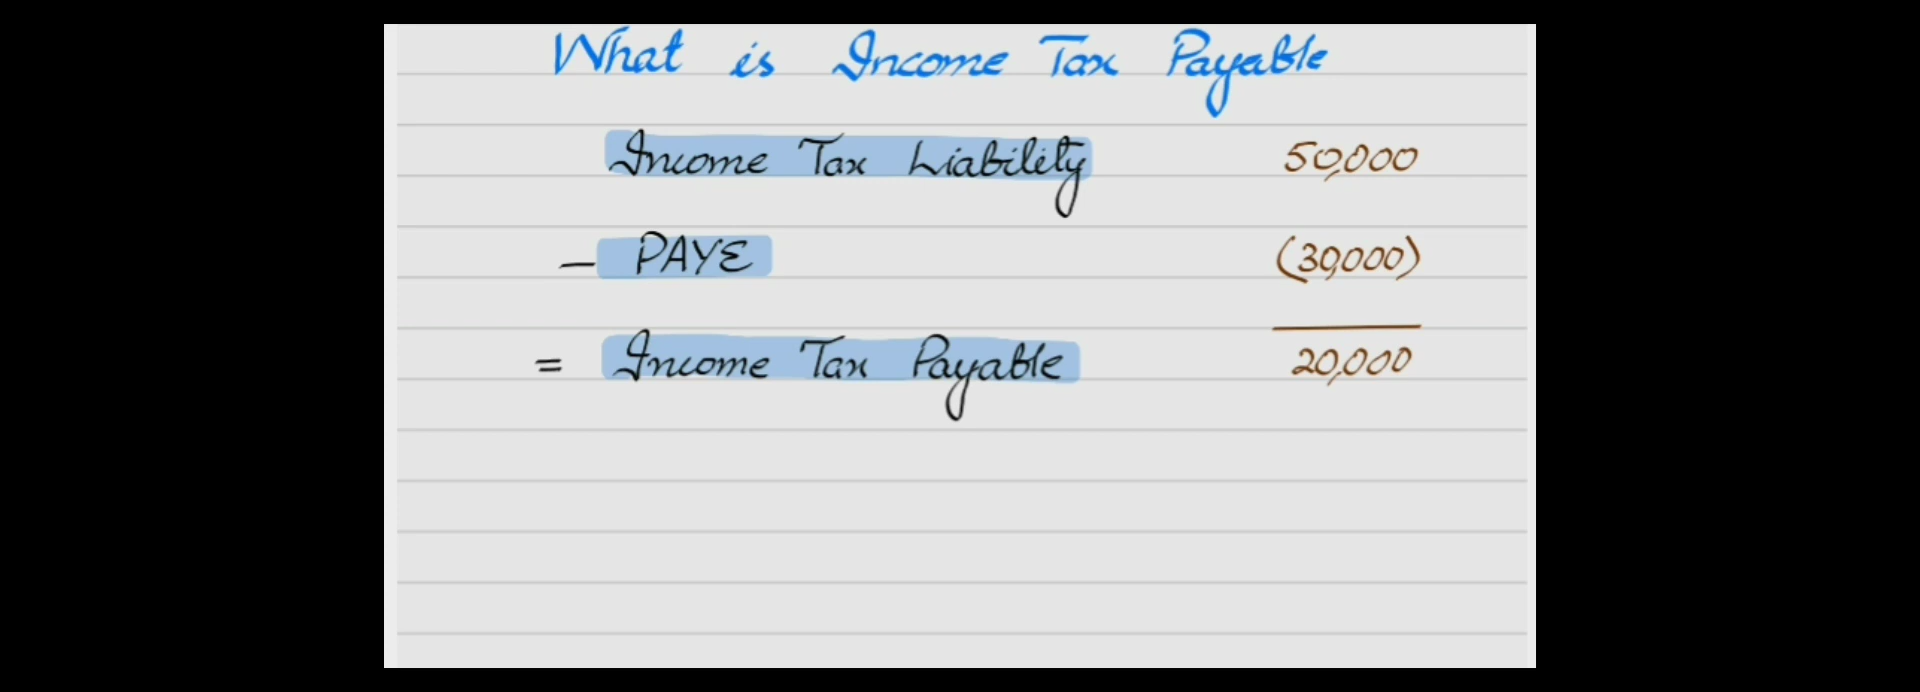 What is Income Tax Payable
Income Tax Liability 50,000
- PAYE (30,000)
= Income Tax Payable 20,000